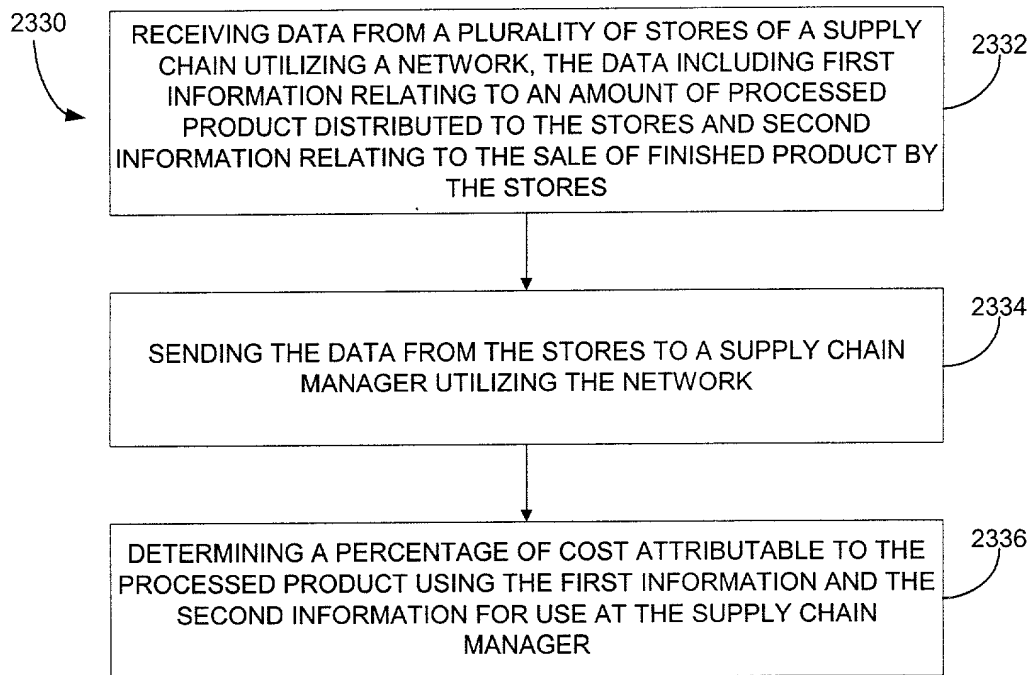 2330
RECEIVING DATA FROM A PLURALITY OF STORES OF A SUPPLY
CHAIN UTILIZING A NETWORK, THE DATA INCLUDING FIRST
INFORMATION RELATING TO AN AMOUNT OF PROCESSED
PRODUCT DISTRIBUTED TO THE STORES AND SECOND
INFORMATION RELATING TO THE SALE OF FINISHED PRODUCT BY
THE STORES
2332
SENDING THE DATA FROM THE STORES TO A SUPPLY CHAIN
MANAGER UTILIZING THE NETWORK
2334
DETERMINING A PERCENTAGE OF COST ATTRIBUTABLE TO THE
PROCESSED PRODUCT USING THE FIRST INFORMATION AND THE
SECOND INFORMATION FOR USE AT THE SUPPLY CHAIN
MANAGER
2336